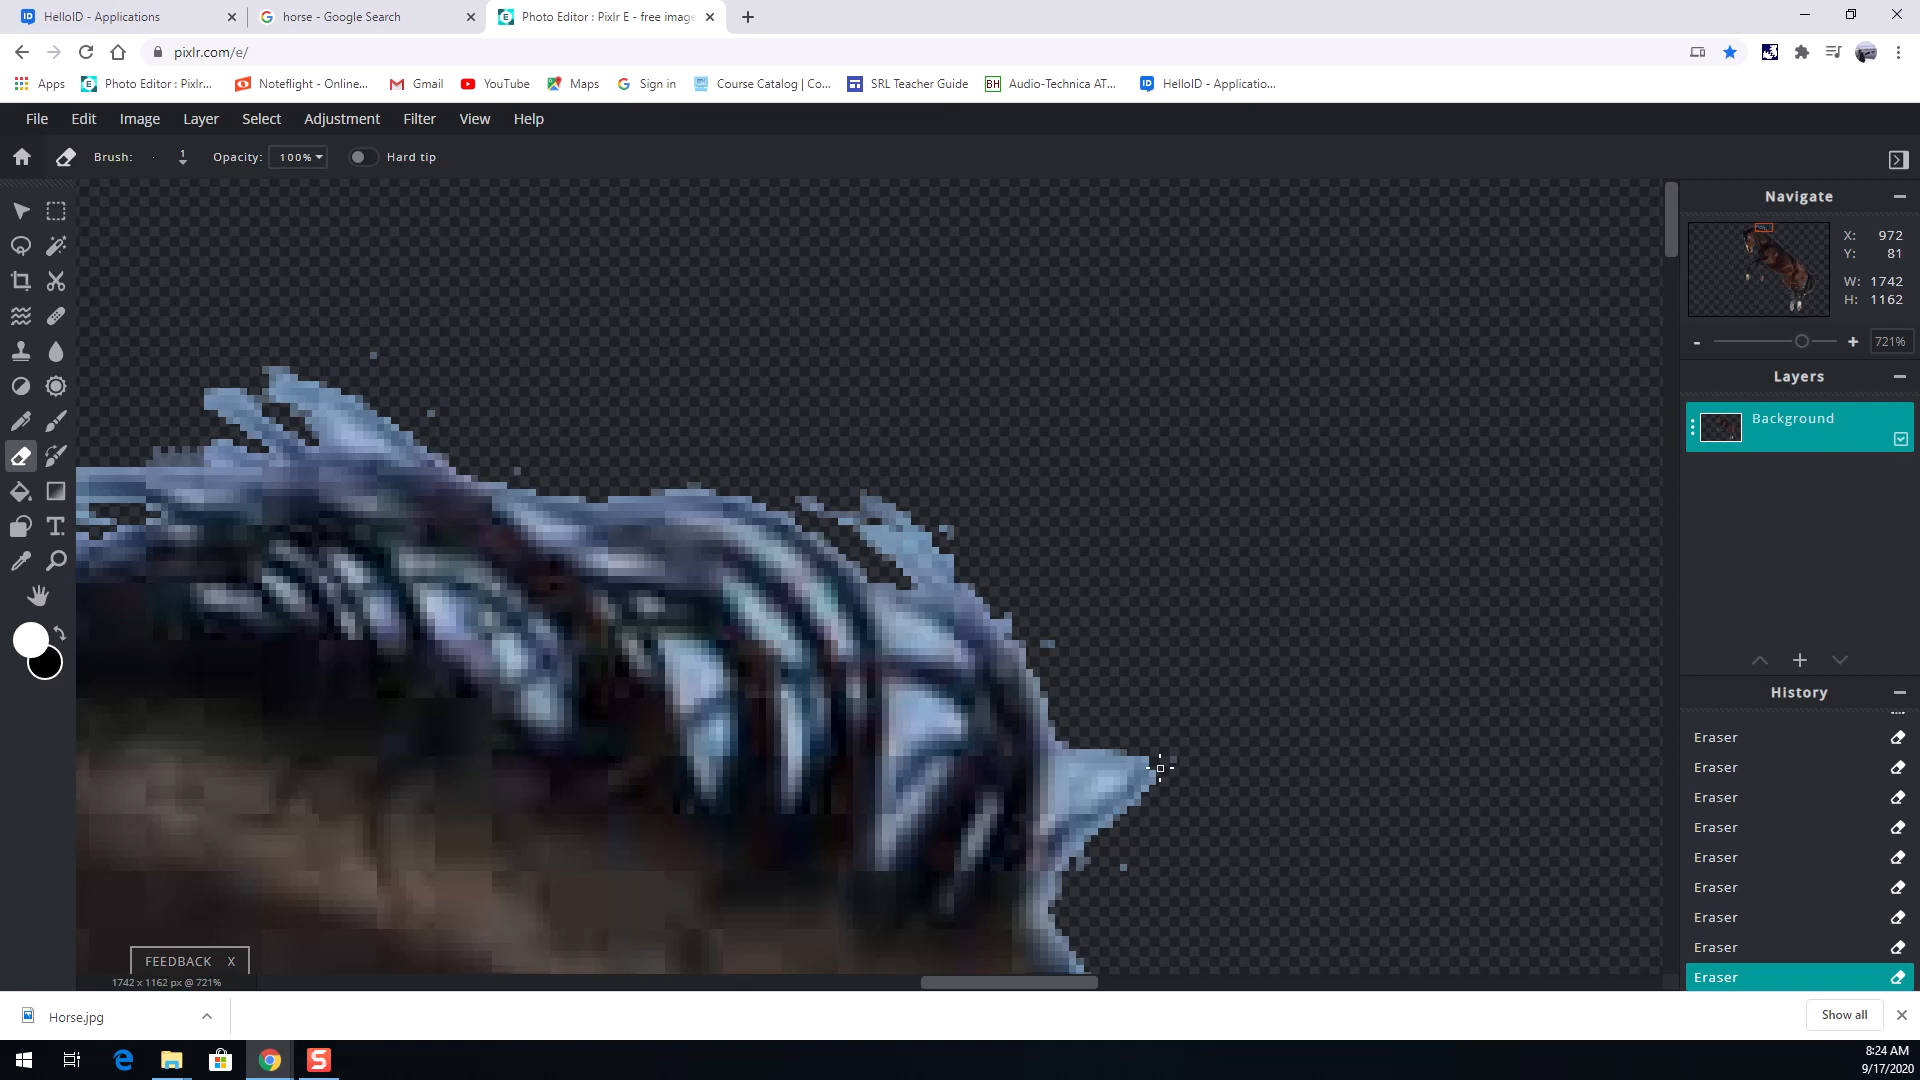 HelloID - Applications
horse - Google Search
Photo Editor : Pixlr E - free image
pixlr.com/e/
Apps
Photo Editor : Pixlr...
Noteflight - Online...
Gmail
YouTube
Maps
Sign in
Course Catalog | Co...
SRL Teacher Guide
Audio-Technica AT...
HelloID - Applicatio...
File Edit Image Layer Select Adjustment Filter View Help
Brush: 1 Opacity: 100% Hard tip
Navigate
X: 972
Y: 81
W: 1742
H: 1162
721%
Layers
Background
History
Eraser
Eraser
Eraser
Eraser
Eraser
Eraser
Eraser
Eraser
Eraser
FEEDBACK X
1742 x 1162 px @ 721%
Horse.jpg
Show all
8:24 AM
9/17/2020